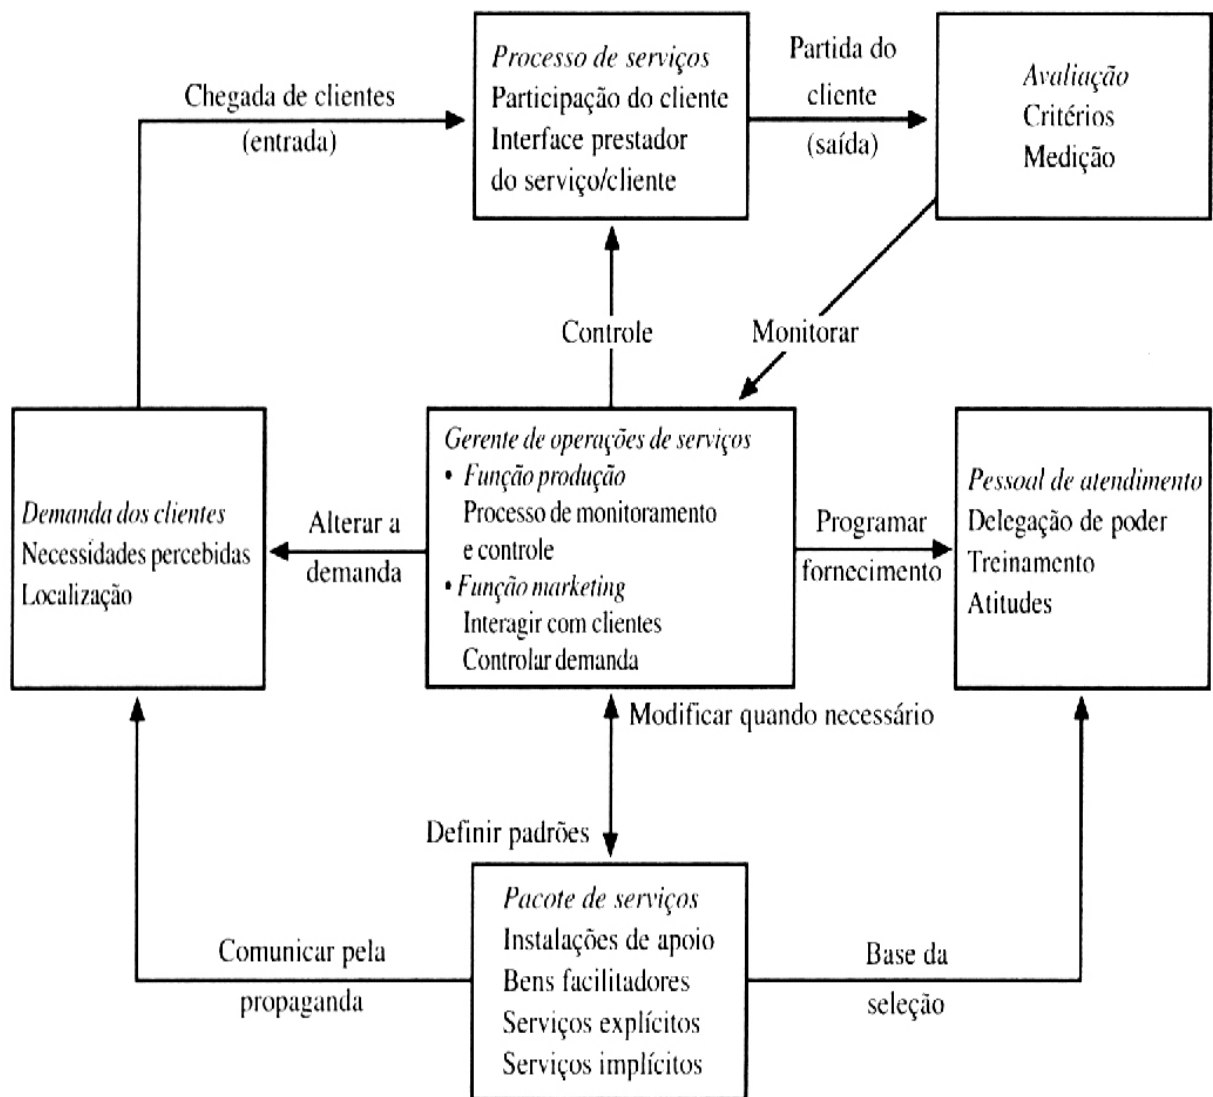 Processo de serviços
Participação do cliente
Interface prestador
do serviço/cliente
Partida do
cliente
(saída)
Avaliação
Critérios
Medição
Chegada de clientes
(entrada)
Controle
Monitorar
Demanda dos clientes
Necessidades percebidas
Localização
Alterar a
demanda
Gerente de operações de serviços
• Função produção
Processo de monitoramento
e controle
• Função marketing
Interagir com clientes
Controlar demanda
Programar
fornecimento
Pessoal de atendimento
Delegação de poder
Treinamento
Atitudes
Modificar quando necessário
Definir padrões
Pacote de serviços
Instalações de apoio
Bens facilitadores
Serviços explícitos
Serviços implícitos
Comunicar pela
propaganda
Base da
seleção